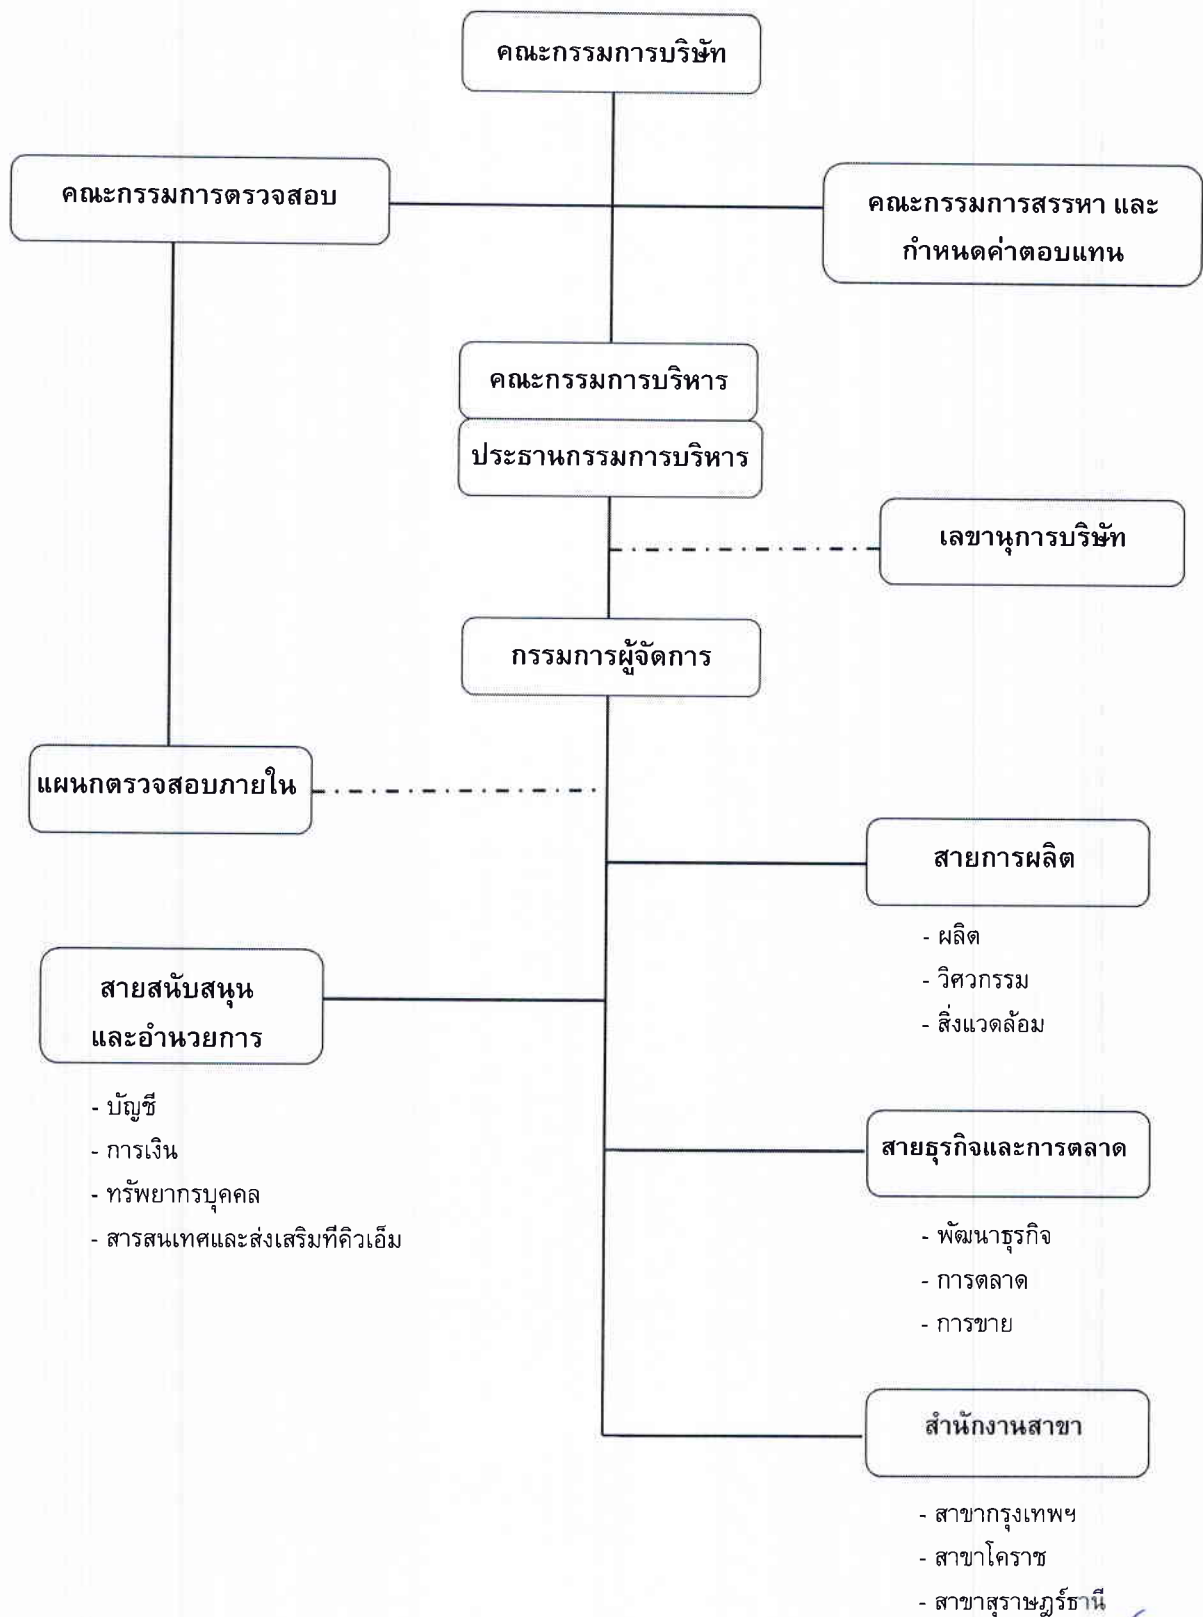 คณะกรรมการบริษัท
คณะกรรมการตรวจสอบ
คณะกรรมการสรรหา และ
กำหนดค่าตอบแทน
คณะกรรมการบริหาร
ประธานกรรมการบริหาร
เลขานุการบริษัท
กรรมการผู้จัดการ
แผนกตรวจสอบภายใน
สายการผลิต
- ผลิต
- วิศวกรรม
- สิ่งแวดล้อม
สายสนับสนุน
และอำนวยการ
- บัญชี
- การเงิน
- ทรัพยากรบุคคล
- สารสนเทศและส่งเสริมทีคิวเอ็ม
สายธุรกิจและการตลาด
- พัฒนาธุรกิจ
- การตลาด
- การขาย
สำนักงานสาขา
- สาขากรุงเทพฯ
- สาขาโคราช
- สาขาสุราษฎร์ธานี